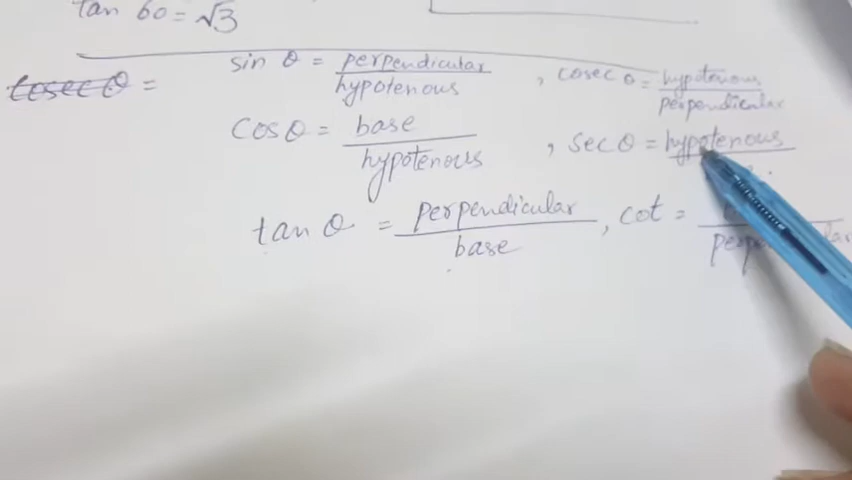 tan 60 = √3
cosec θ =
sin θ = perpendicular / hypotenous , cosec θ = hypotenous / perpendicular
cos θ = base / hypotenous , sec θ = hypotenous
tan θ = perpendicular / base , cot =